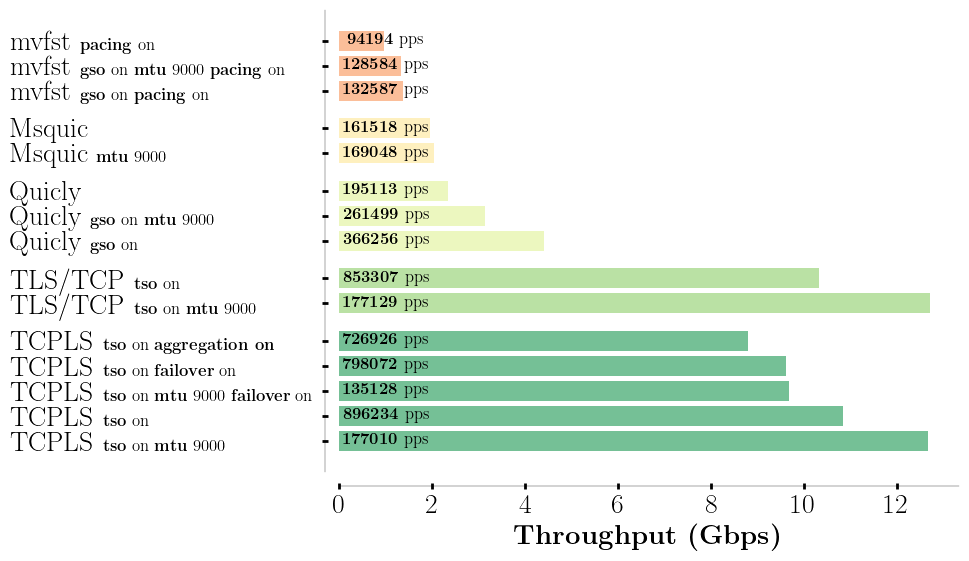 mvfst pacing on 94194 pps
mvfst gso on mtu 9000 pacing on 128584 pps
mvfst gso on pacing on 132587 pps
Msquic 161518 pps
Msquic mtu 9000 169048 pps
Quicly 195113 pps
Quicly gso on mtu 9000 261499 pps
Quicly gso on 366256 pps
TLS/TCP tso on 853307 pps
TLS/TCP tso on mtu 9000 177129 pps
TCPLS tso on aggregation on 726926 pps
TCPLS tso on failover on 798072 pps
TCPLS tso on mtu 9000 failover on 135128 pps
TCPLS tso on 896234 pps
TCPLS tso on mtu 9000 177010 pps
0 2 4 6 8 10 12
Throughput (Gbps)